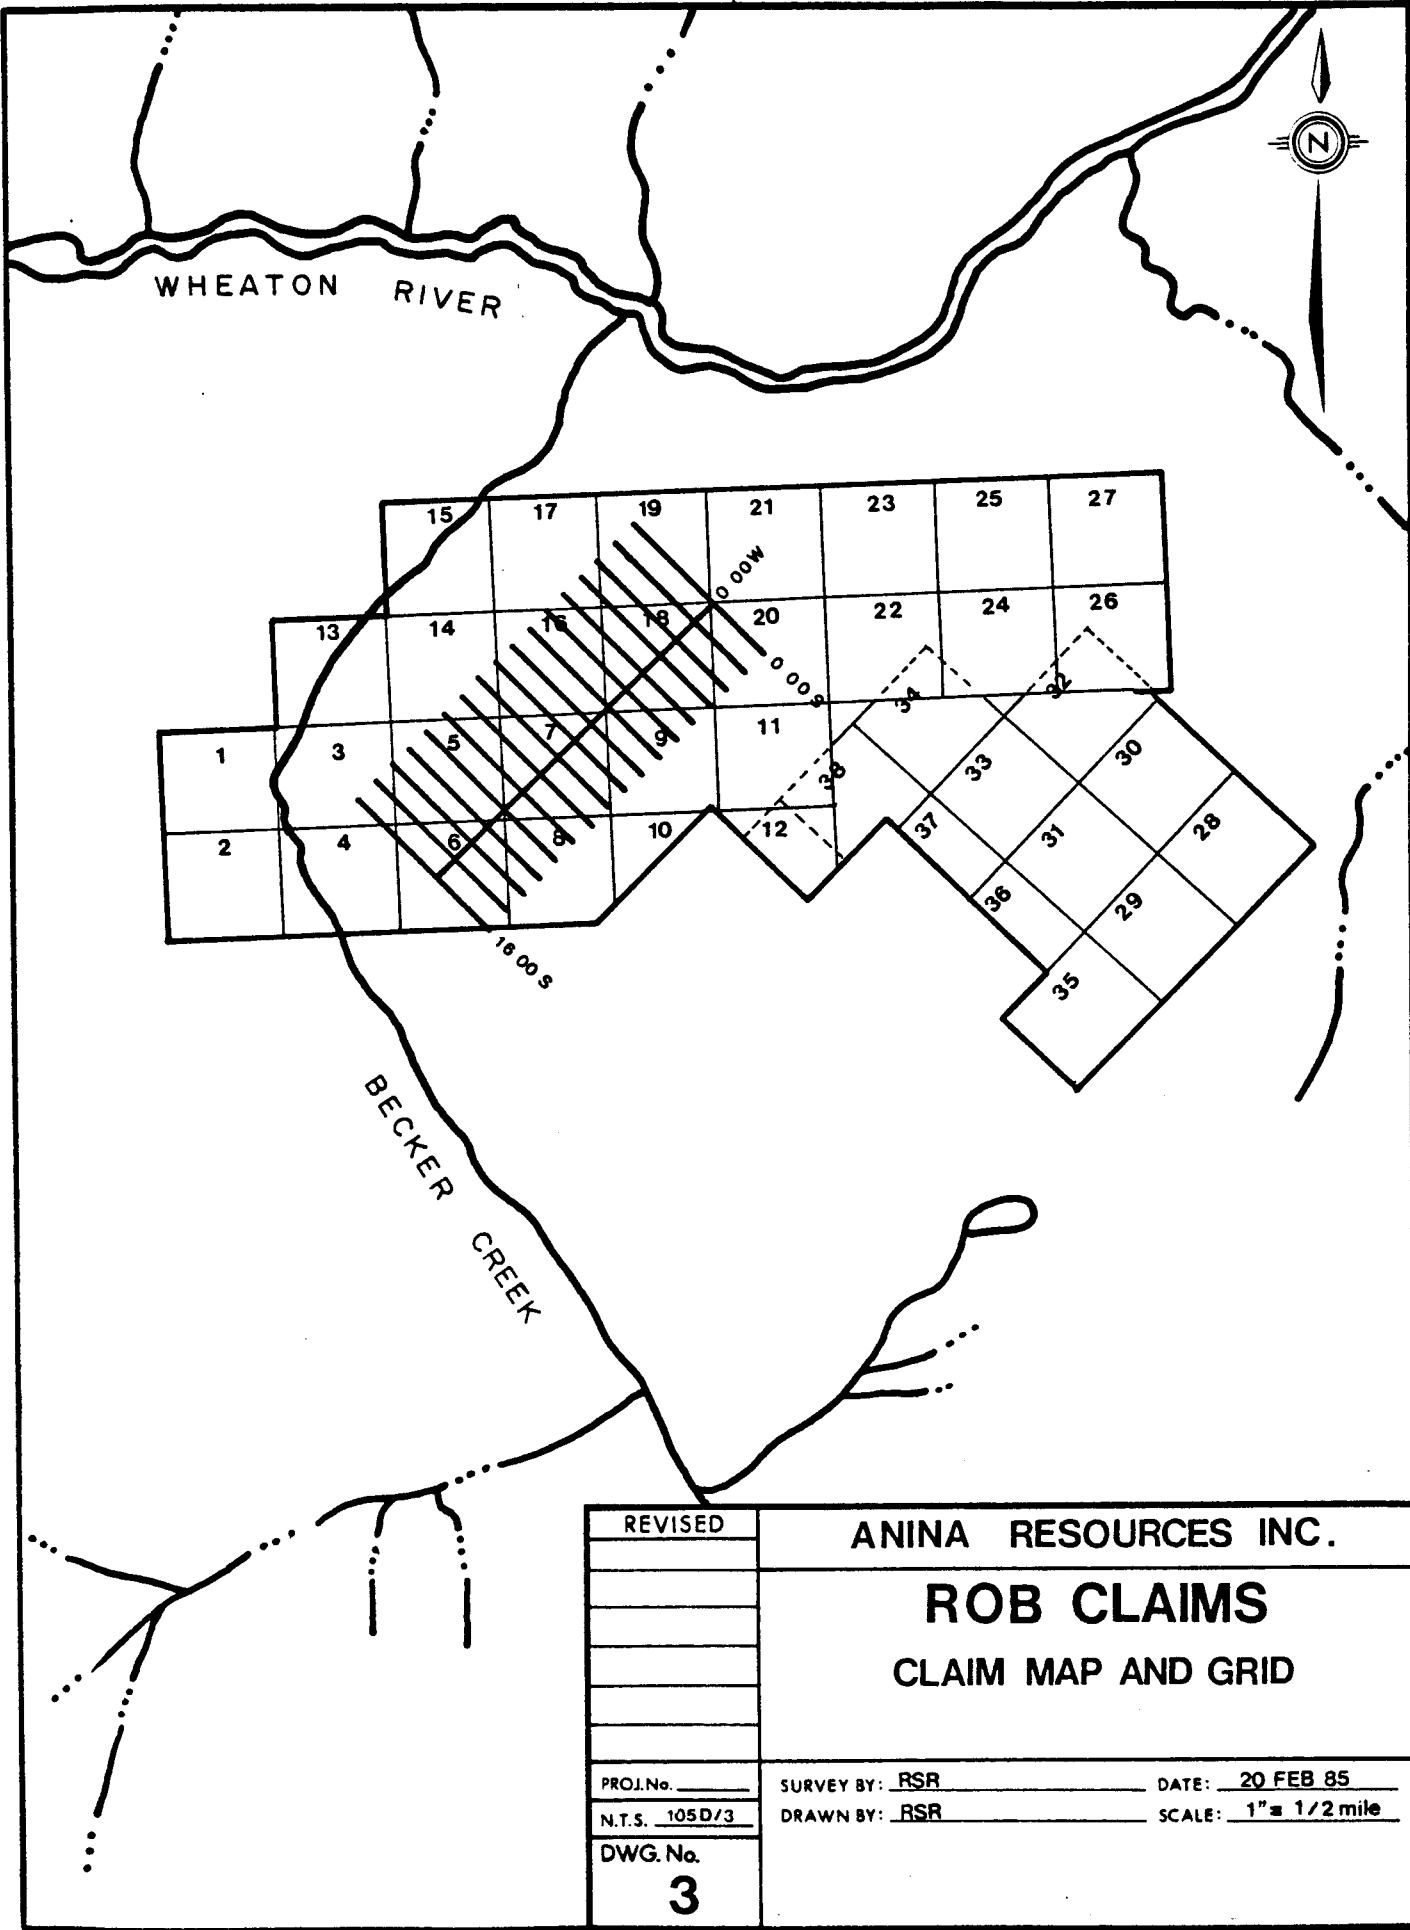 N
WHEATON RIVER
15 17 19 21 23 25 27
0 00W
13 14 16 18 20 22 24 26
0 00 S
34 32
1 3 5 7 9 11
38 33 30
2 4 6 8 10 12
37 31 28
36 29
16 00 S
35
BECKER CREEK
REVISED
ANINA RESOURCES INC.
ROB CLAIMS
CLAIM MAP AND GRID
PROJ.No.
SURVEY BY: RSR DATE: 20 FEB 85
N.T.S. 105D/3
DRAWN BY: RSR SCALE: 1"= 1/2 mile
DWG. No.
3